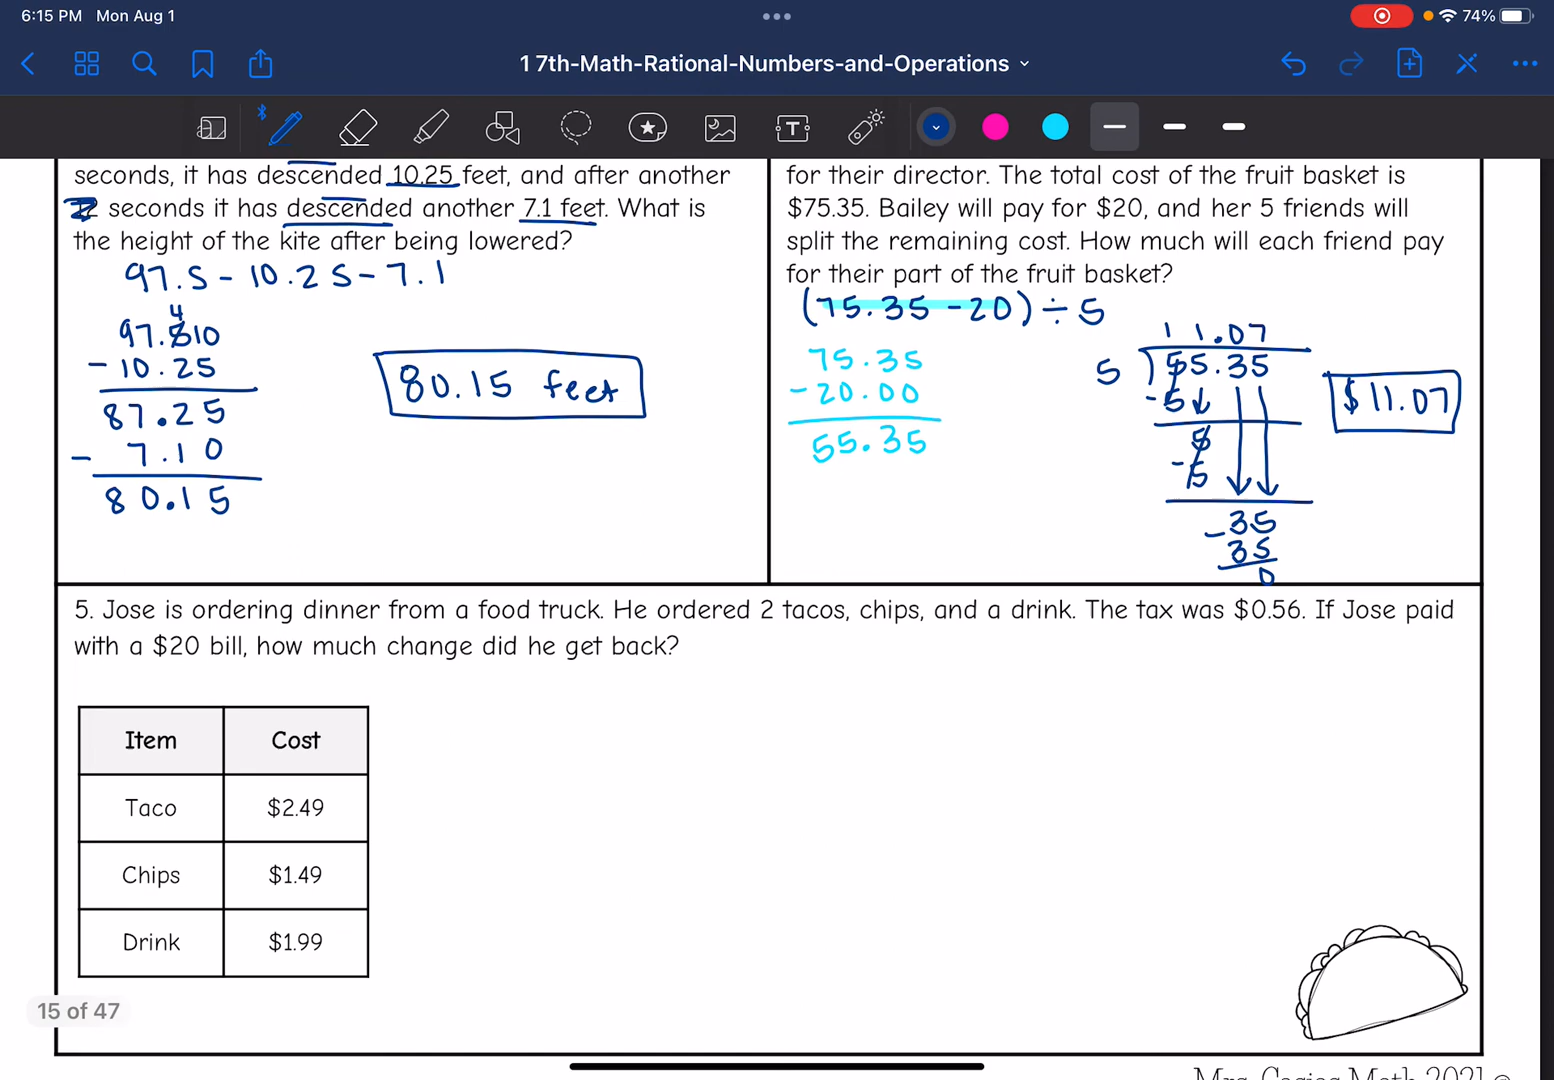 6:15 PM Mon Aug 1
74%
1 7th-Math-Rational-Numbers-and-Operations
T
seconds, it has descended 10.25 feet, and after another
seconds it has descended another 7.1 feet. What is
the height of the kite after being lowered?
97.5 - 10.25 - 7.1
4
97.510
- 10.25
87.25
- 7.10
80.15
80.15 feet
for their director. The total cost of the fruit basket is
$75.35. Bailey will pay for $20, and her 5 friends will
split the remaining cost. How much will each friend pay
for their part of the fruit basket?
(75.35 - 20) ÷ 5
75.35
- 20.00
55.35
11.07
5 55.35
-5
5
-5
-35
35
0
$11.07
5. Jose is ordering dinner from a food truck. He ordered 2 tacos, chips, and a drink. The tax was $0.56. If Jose paid
with a $20 bill, how much change did he get back?
Item Cost
Taco $2.49
Chips $1.49
Drink $1.99
15 of 47
Mrs. Cagias Math 2021 ©